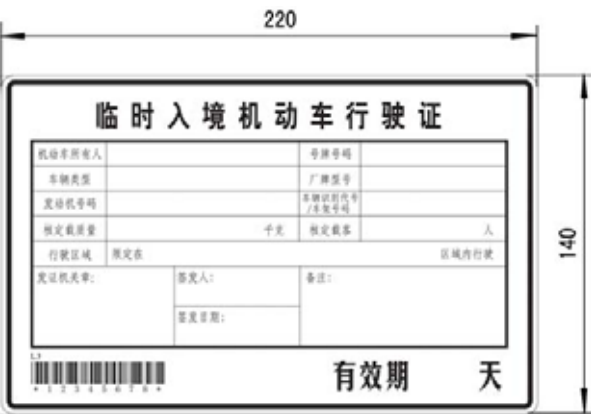 220
临时入境机动车行驶证
机动车所有人 号牌号码
车辆类型 厂牌型号
发动机号码 车辆识别代号
/车架号码
核定载质量 千克 核定载客 人
行驶区域 限定在 区域内行驶
发证机关章: 签发人: 备注:
签发日期:
140
*12345678*
有效期 天